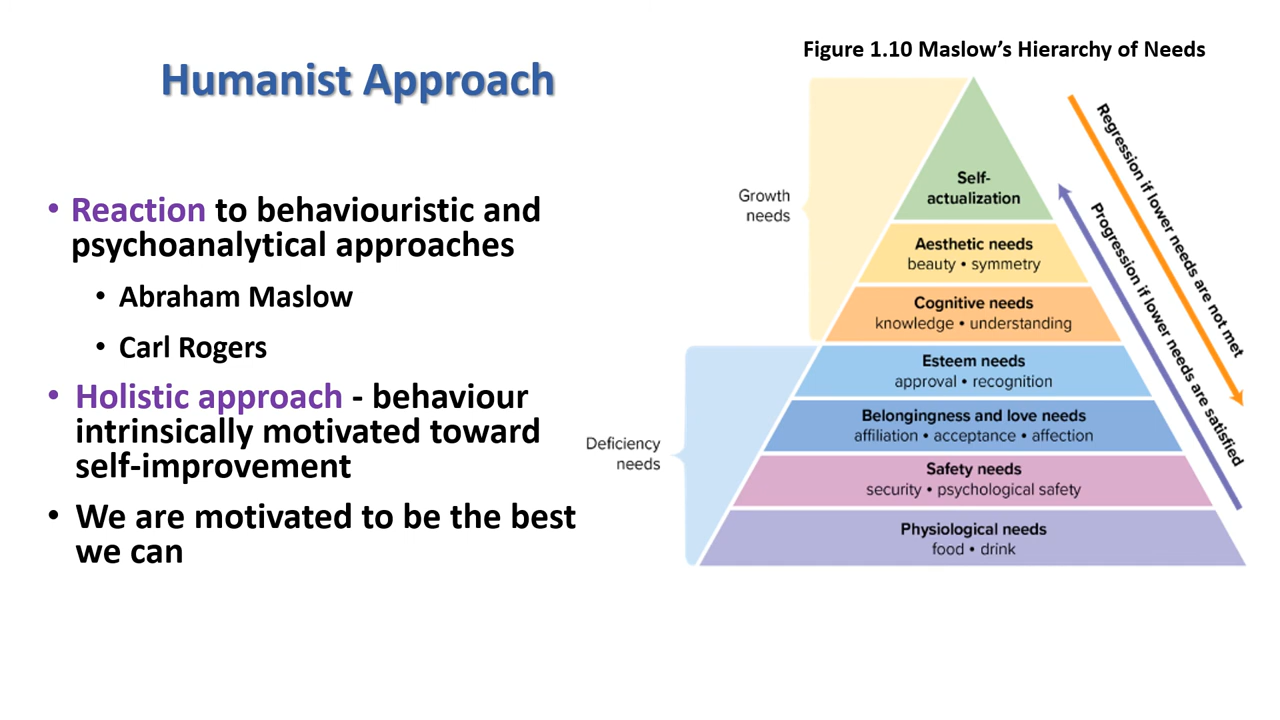 Humanist Approach
• Reaction to behaviouristic and
psychoanalytical approaches
• Abraham Maslow
• Carl Rogers
• Holistic approach - behaviour
intrinsically motivated toward
self-improvement
• We are motivated to be the best
we can
Figure 1.10 Maslow's Hierarchy of Needs
Growth
needs
Deficiency
needs
Self-
actualization
Aesthetic needs
beauty • symmetry
Cognitive needs
knowledge • understanding
Esteem needs
approval • recognition
Belongingness and love needs
affiliation • acceptance • affection
Safety needs
security • psychological safety
Physiological needs
food • drink
Regression if lower needs are not met
Progression if lower needs are satisfied